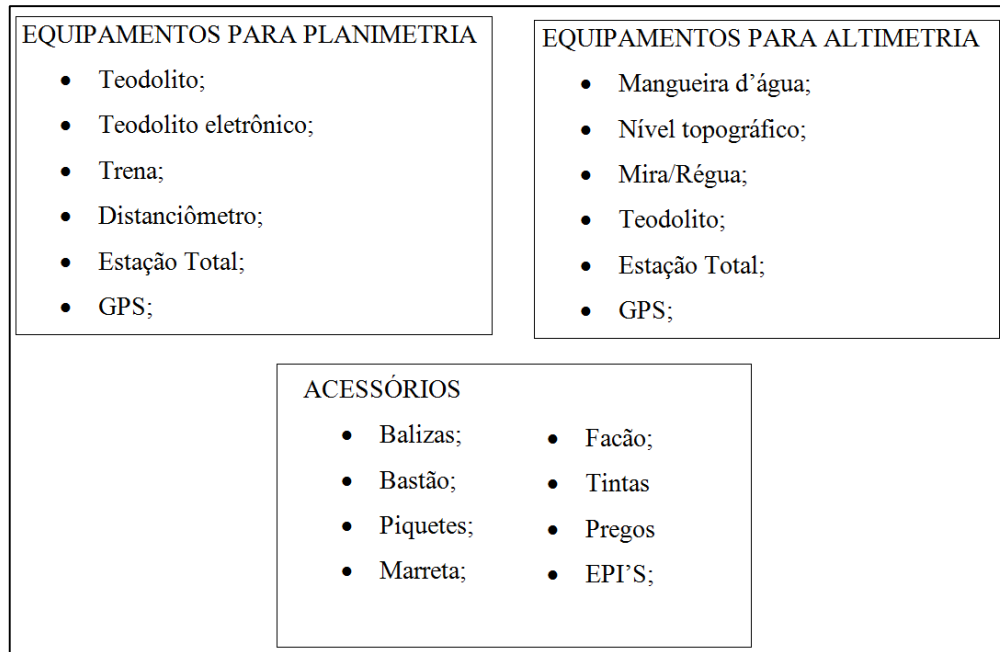 EQUIPAMENTOS PARA PLANIMETRIA
• Teodolito;
• Teodolito eletrônico;
• Trena;
• Distanciômetro;
• Estação Total;
• GPS;
EQUIPAMENTOS PARA ALTIMETRIA
• Mangueira d’água;
• Nível topográfico;
• Mira/Régua;
• Teodolito;
• Estação Total;
• GPS;
ACESSÓRIOS
• Balizas;
• Bastão;
• Piquetes;
• Marreta;
• Facão;
• Tintas
• Pregos
• EPI’S;